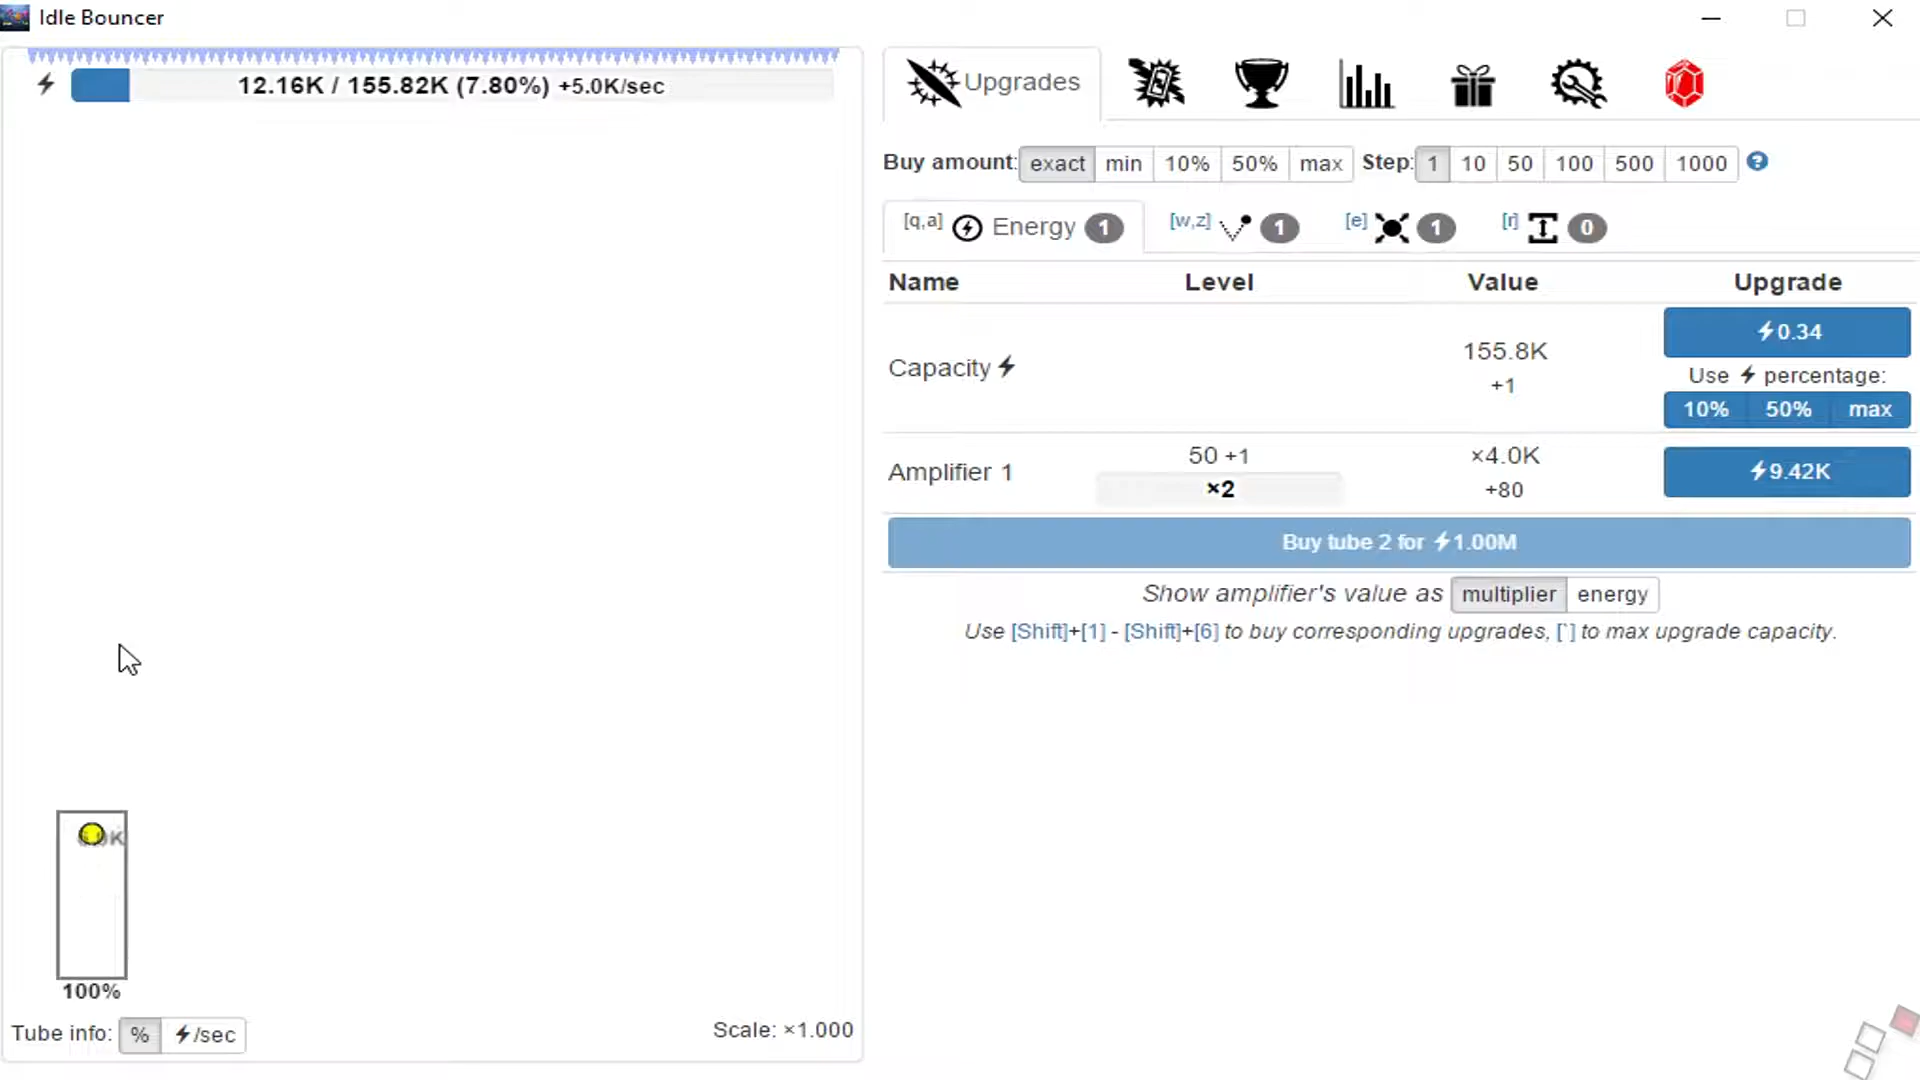 Idle Bouncer
12.16K / 155.82K (7.80%) +5.0K/sec
Upgrades
Buy amount: exact min 10% 50% max Step: 1 10 50 100 500 1000 ?
[q,a] Energy 1 [w,z] 1 [e] 1 [r] 0
Name Level Value Upgrade
Capacity 155.8K +1 0.34
Use percentage:
10% 50% max
Amplifier 1 50 +1 ×4.0K 9.42K
×2 +80
Buy tube 2 for 1.00M
Show amplifier's value as multiplier energy
Use [Shift]+[1] - [Shift]+[6] to buy corresponding upgrades, [`] to max upgrade capacity.
100%
Tube info: % /sec
Scale: ×1.000